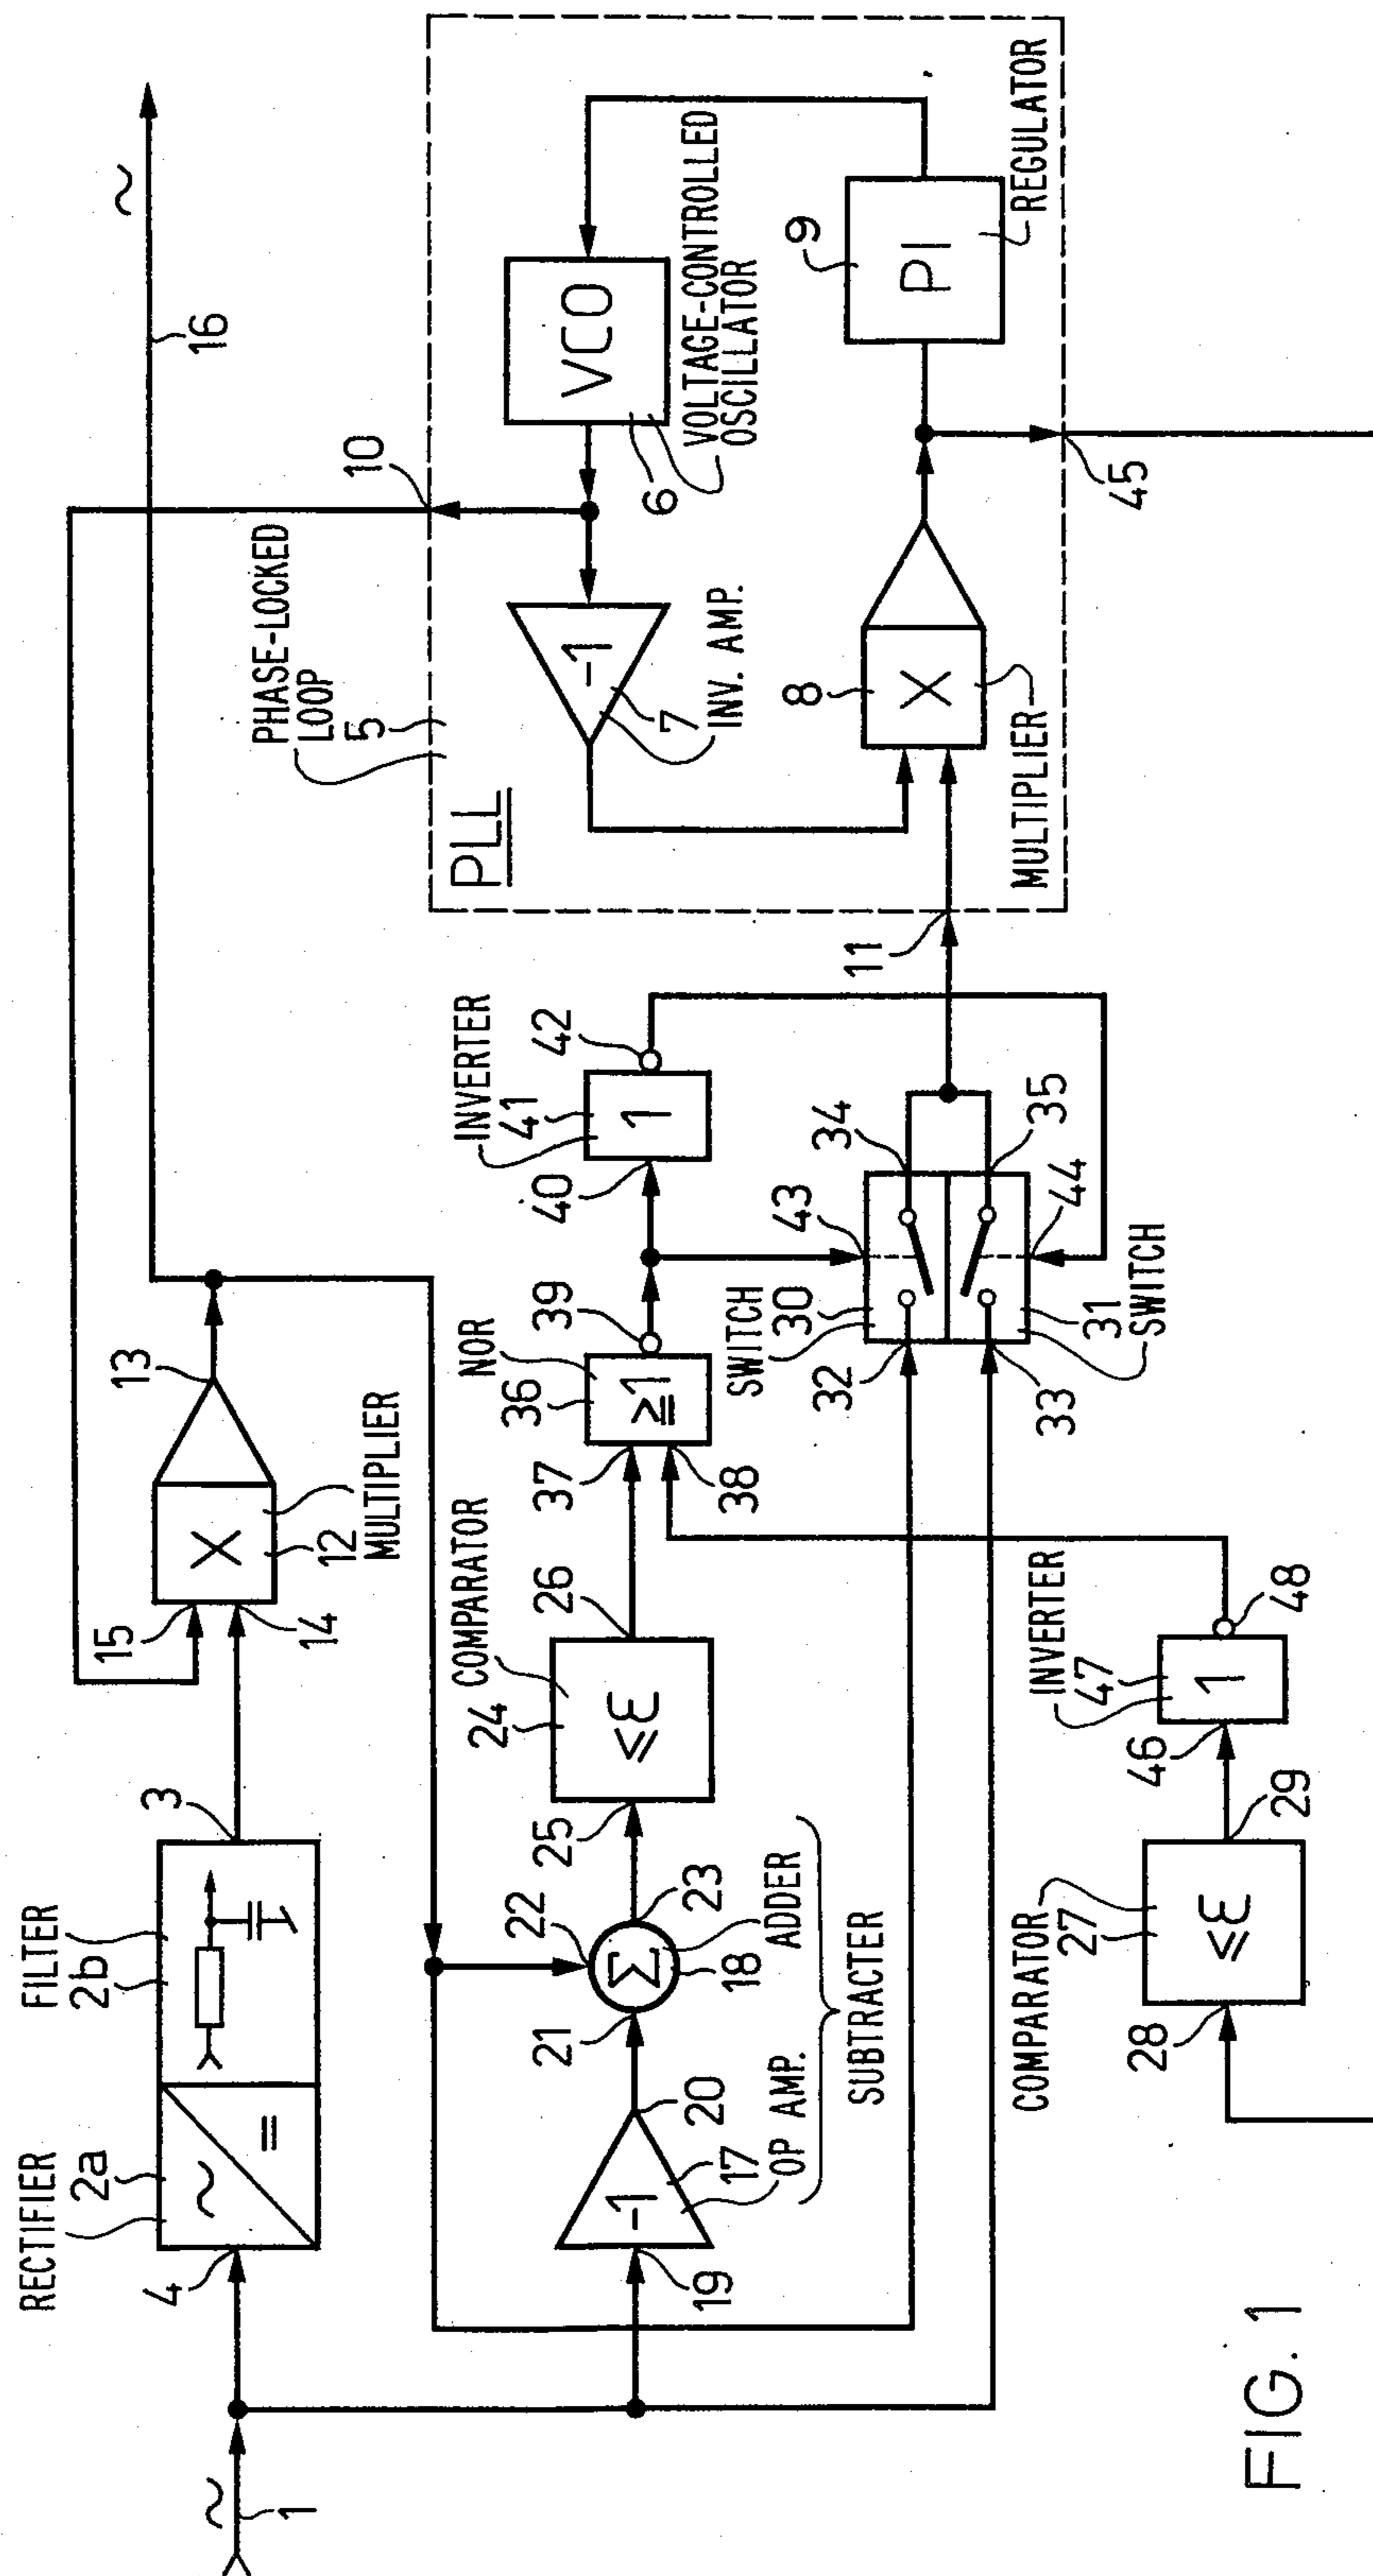 RECTIFIER
2a
~
=
4
FILTER
2b
3
~
1
15
14
X
12
MULTIPLIER
13
16
~
10
PHASE-LOCKED
LOOP
5
PLL
-1
7
INV. AMP.
VCO
6
VOLTAGE-CONTROLLED
OSCILLATOR
8
X
MULTIPLIER
9
PI
REGULATOR
45
11
19
-1
17
OP AMP.
20
21
22
Σ
18
ADDER
23
SUBTRACTER
COMPARATOR
24
25
≤ε
26
37
38
NOR
36
≥1
39
INVERTER
41
40
1
42
SWITCH
30
43
32
34
33
35
31
SWITCH
44
COMPARATOR
27
28
≤ε
29
INVERTER
47
46
1
48
FIG. 1